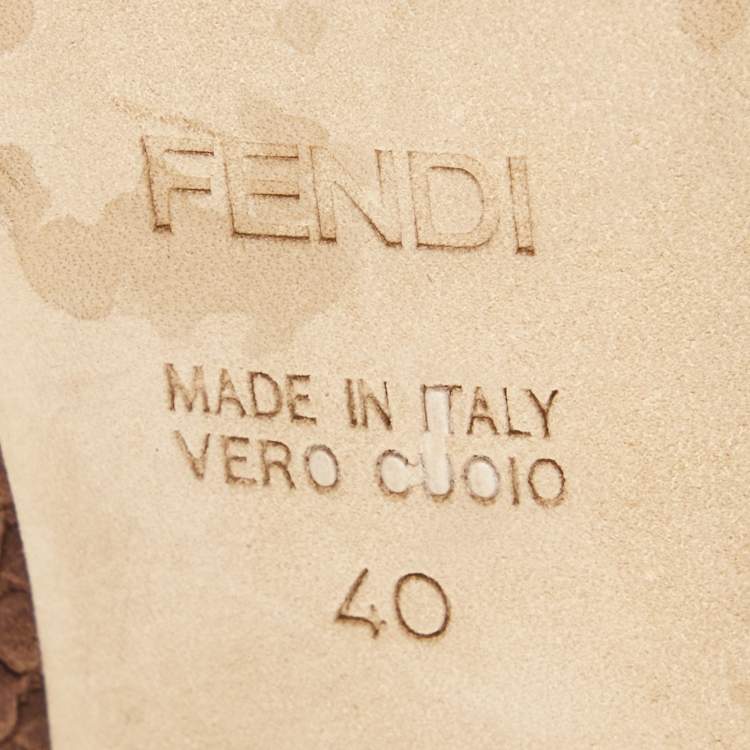 FENDI
MADE IN ITALY
VERO CUOIO
40